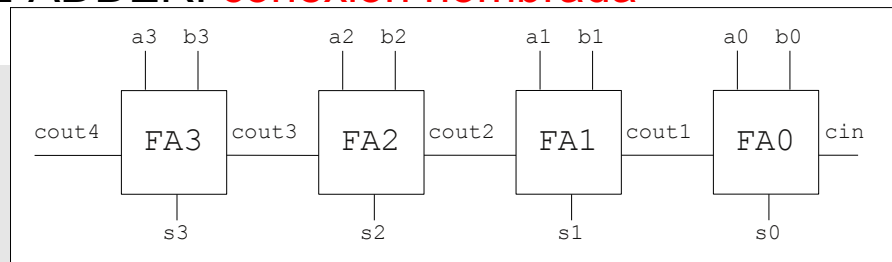 ADDER: conexión nombrada
a3 b3 a2 b2 a1 b1 a0 b0
cout4 FA3 cout3 FA2 cout2 FA1 cout1 FA0 cin
s3 s2 s1 s0